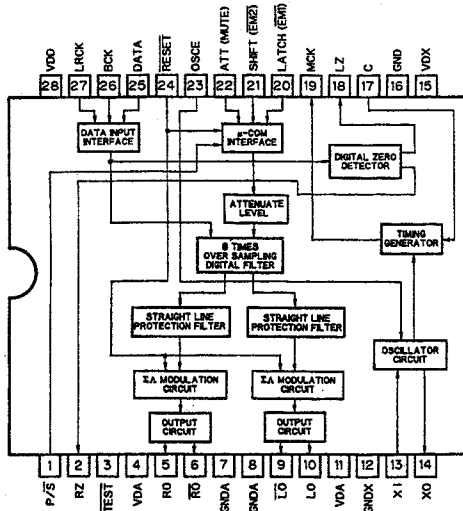 VDD
LRCK
BCK
DATA
RESET
OSCE
ATT (MUTE)
SHIFT (EM2)
LATCH (EM1)
MCK
LZ
C
GND
VDX
28 27 26 25 24 23 22 21 20 19 18 17 16 15
DATA INPUT
INTERFACE
μ-COM
INTERFACE
DIGITAL ZERO
DETECTOR
ATTENUATE
LEVEL
TIMING
GENERATOR
8 TIMES
OVER SAMPLING
DIGITAL FILTER
STRAIGHT LINE
PROTECTION FILTER
STRAIGHT LINE
PROTECTION FILTER
OSCILLATOR
CIRCUIT
ΣΔ MODULATION
CIRCUIT
ΣΔ MODULATION
CIRCUIT
OUTPUT
CIRCUIT
OUTPUT
CIRCUIT
1 2 3 4 5 6 7 8 9 10 11 12 13 14
P/S
RZ
TEST
VDA
RO
RO
GNDA
GNDA
LO
LO
VDA
GNDX
XI
XO